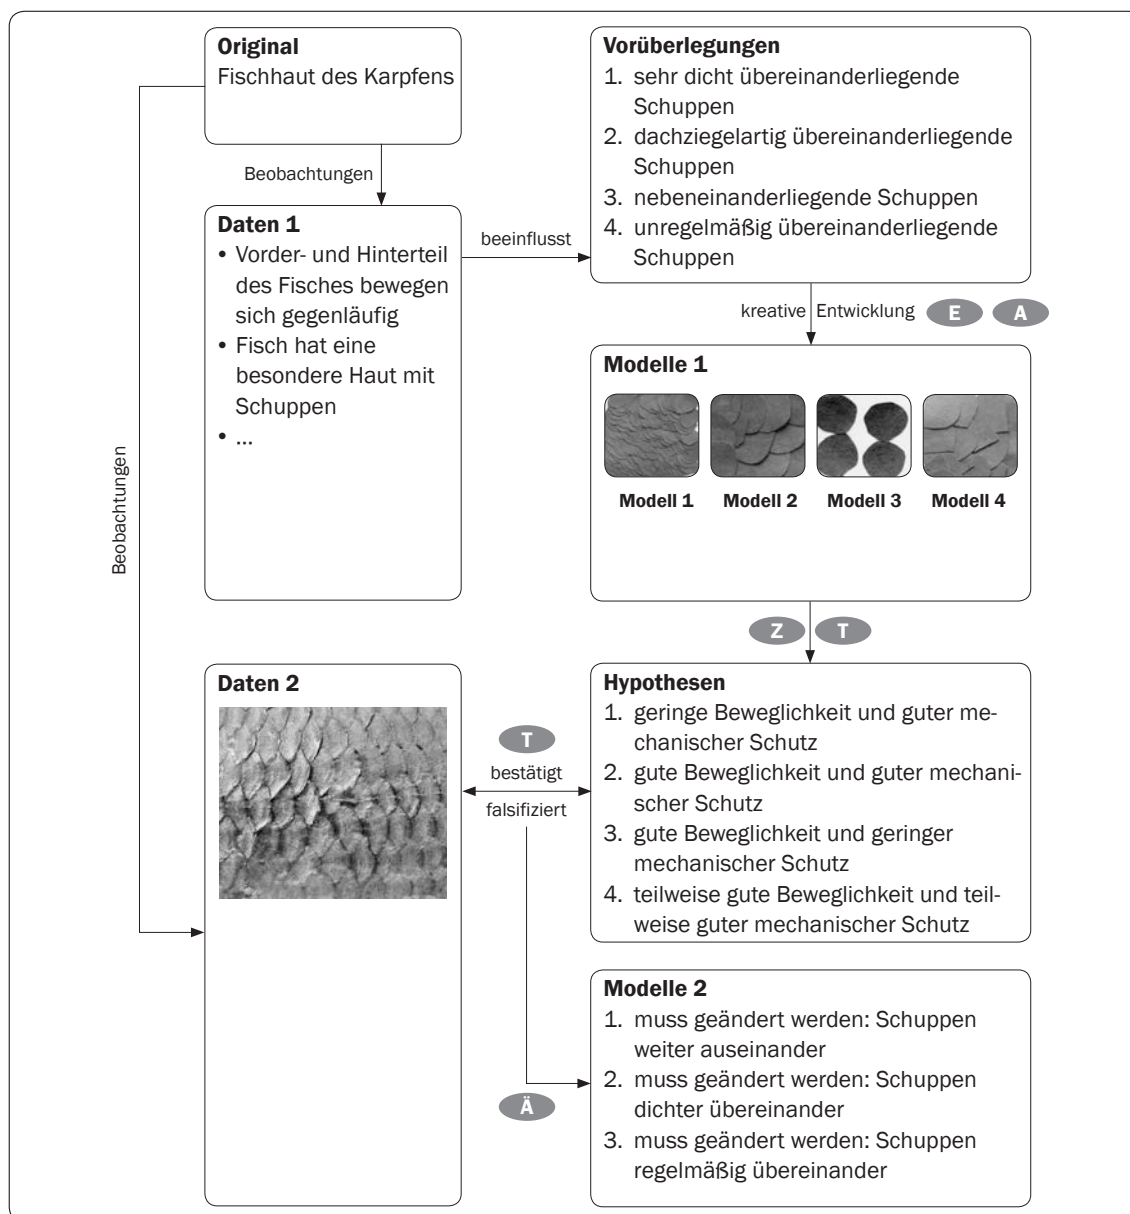 Original
Fischhaut des Karpfens
Beobachtungen
Daten 1
• Vorder- und Hinterteil
des Fisches bewegen
sich gegenläufig
• Fisch hat eine
besondere Haut mit
Schuppen
• ...
beeinflusst
Vorüberlegungen
1. sehr dicht übereinanderliegende
Schuppen
2. dachziegelartig übereinanderliegende
Schuppen
3. nebeneinanderliegende Schuppen
4. unregelmäßig übereinanderliegende
Schuppen
kreative Entwicklung E A
Modelle 1
Modell 1 Modell 2 Modell 3 Modell 4
Z T
Beobachtungen
Daten 2
T
bestätigt
falsifiziert
Hypothesen
1. geringe Beweglichkeit und guter me-
chanischer Schutz
2. gute Beweglichkeit und guter mechani-
scher Schutz
3. gute Beweglichkeit und geringer
mechanischer Schutz
4. teilweise gute Beweglichkeit und teil-
weise guter mechanischer Schutz
Ä
Modelle 2
1. muss geändert werden: Schuppen
weiter auseinander
2. muss geändert werden: Schuppen
dichter übereinander
3. muss geändert werden: Schuppen
regelmäßig übereinander